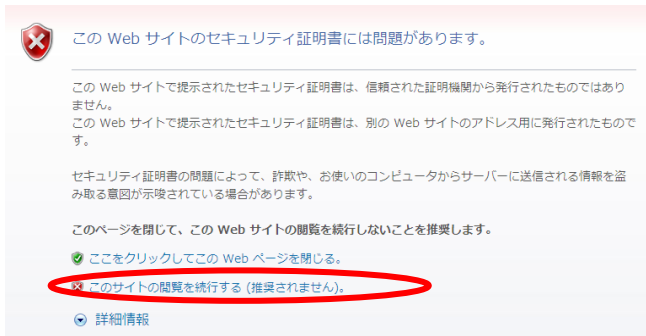 この Web サイトのセキュリティ証明書には問題があります。
この Web サイトで提示されたセキュリティ証明書は、信頼された証明機関から発行されたものではあり
ません。
この Web サイトで提示されたセキュリティ証明書は、別の Web サイトのアドレス用に発行されたもので
す。
セキュリティ証明書の問題によって、詐欺や、お使いのコンピュータからサーバーに送信される情報を盗
み取る意図が示唆されている場合があります。
このページを閉じて、この Web サイトの閲覧を続行しないことを推奨します。
ここをクリックしてこの Web ページを閉じる。
このサイトの閲覧を続行する (推奨されません)。
詳細情報